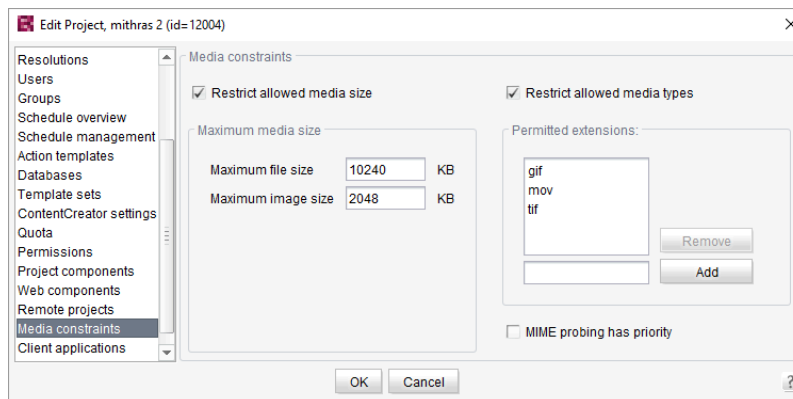 Edit Project, mithras 2 (id=12004)
Resolutions
Users
Groups
Schedule overview
Schedule management
Action templates
Databases
Template sets
ContentCreator settings
Quota
Permissions
Project components
Web components
Remote projects
Media constraints
Client applications
Media constraints
Restrict allowed media size
Restrict allowed media types
Maximum media size
Maximum file size 10240 KB
Maximum image size 2048 KB
Permitted extensions:
gif
mov
tif
Remove
Add
MIME probing has priority
OK Cancel
?